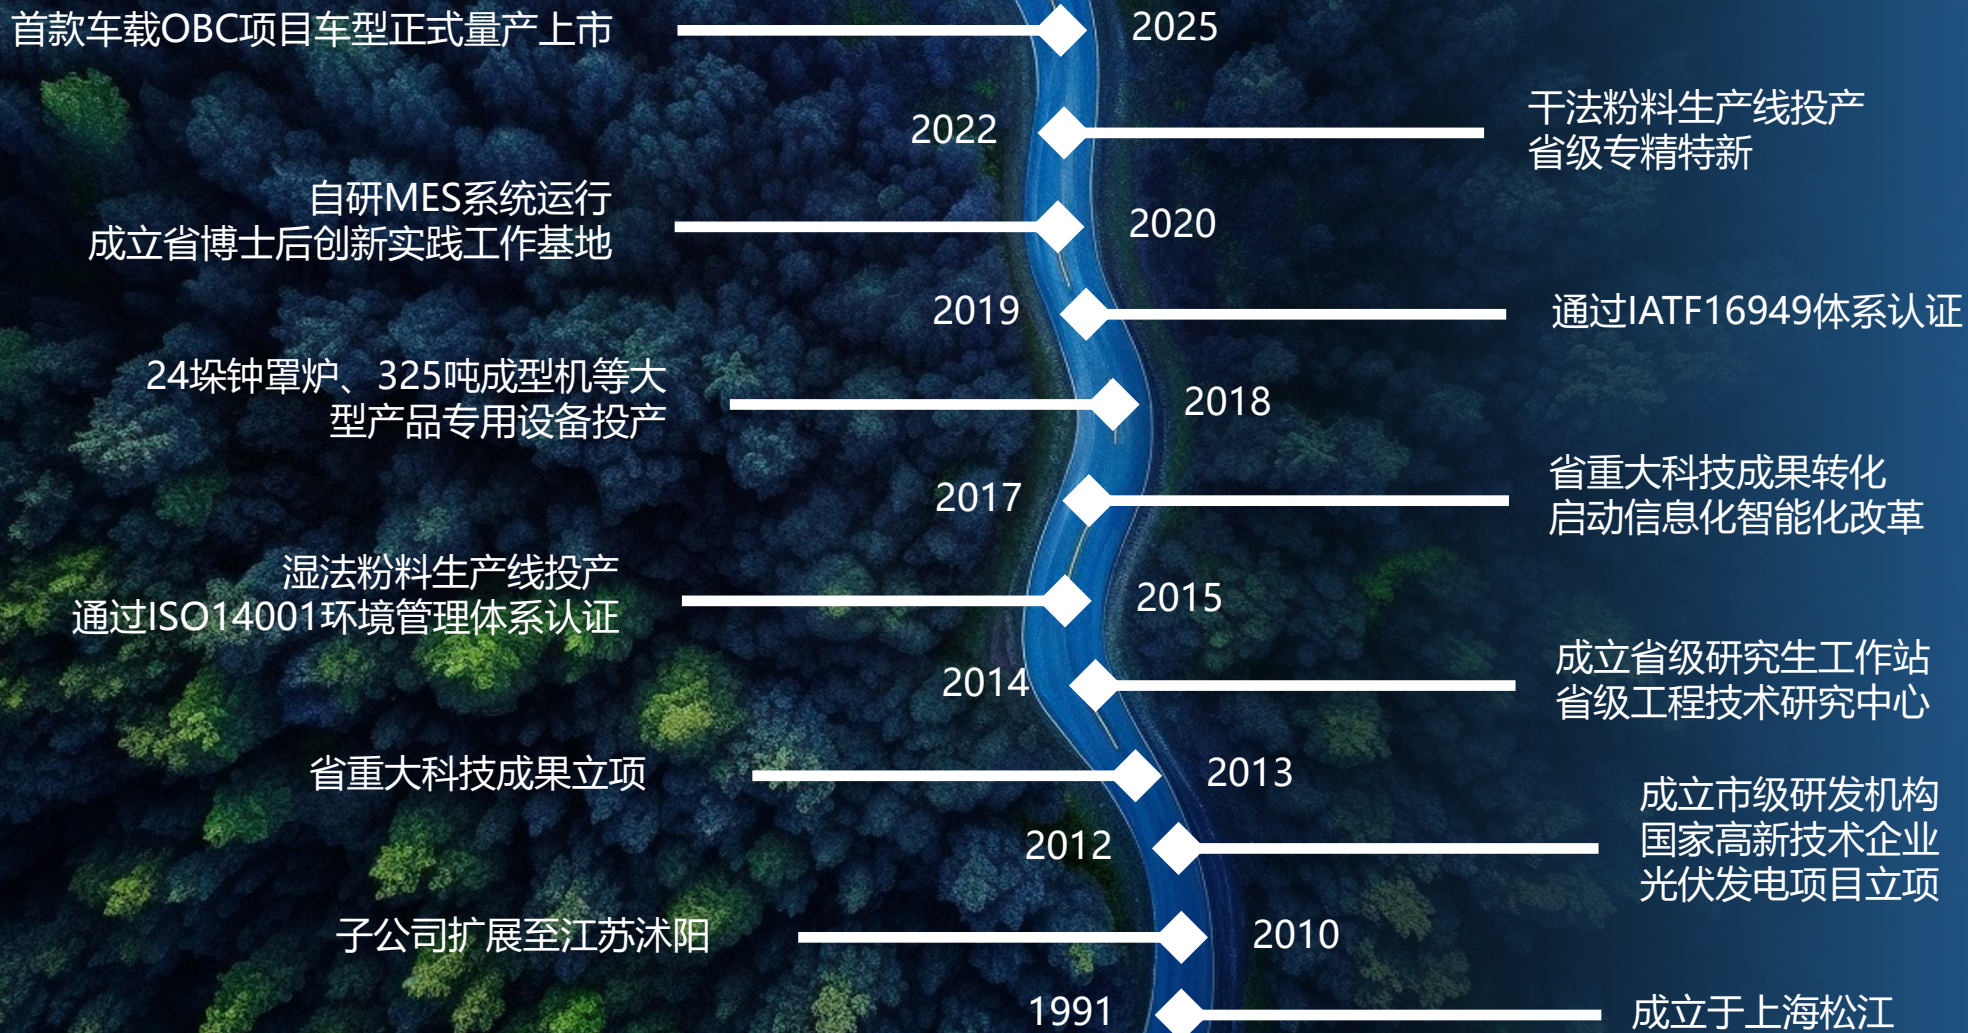 首款车载OBC项目车型正式量产上市
2025
2022
干法粉料生产线投产
省级专精特新
自研MES系统运行
成立省博士后创新实践工作基地
2020
2019
通过IATF16949体系认证
24垛钟罩炉、325吨成型机等大
型产品专用设备投产
2018
2017
省重大科技成果转化
启动信息化智能化改革
湿法粉料生产线投产
通过ISO14001环境管理体系认证
2015
2014
成立省级研究生工作站
省级工程技术研究中心
省重大科技成果立项
2013
2012
成立市级研发机构
国家高新技术企业
光伏发电项目立项
子公司扩展至江苏沭阳
2010
1991
成立于上海松江